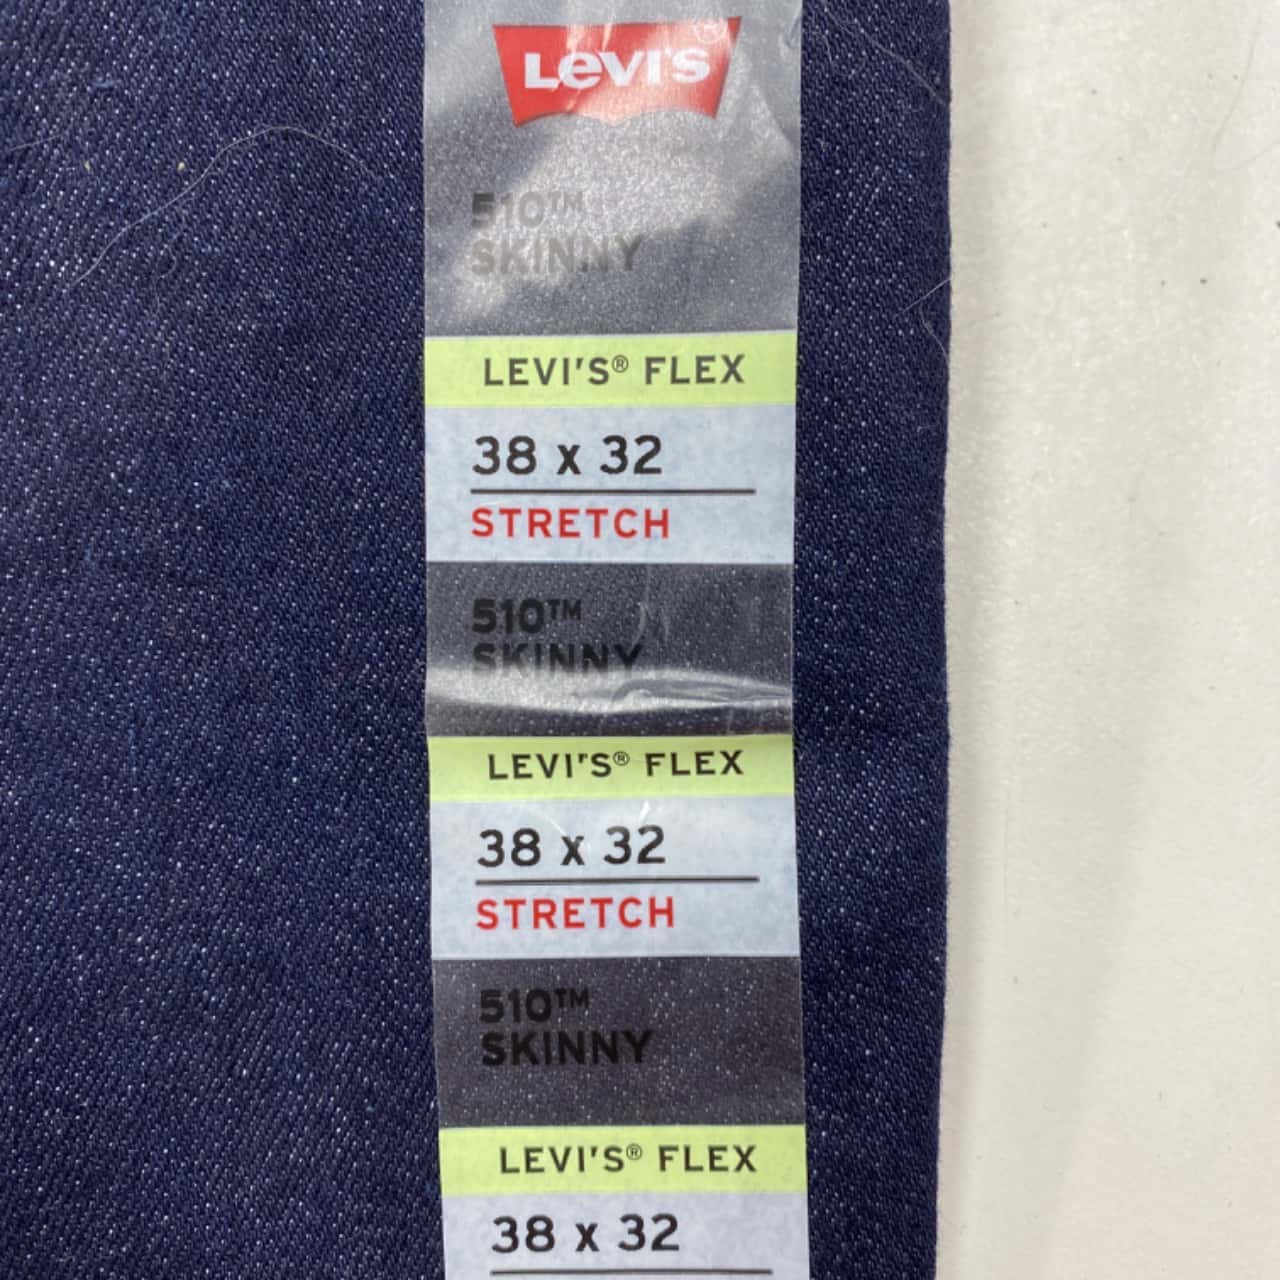 Levi's®
510™
SKINNY
LEVI'S® FLEX
38 x 32
STRETCH
510™
SKINNY
LEVI'S® FLEX
38 x 32
STRETCH
510™
SKINNY
LEVI'S® FLEX
38 x 32